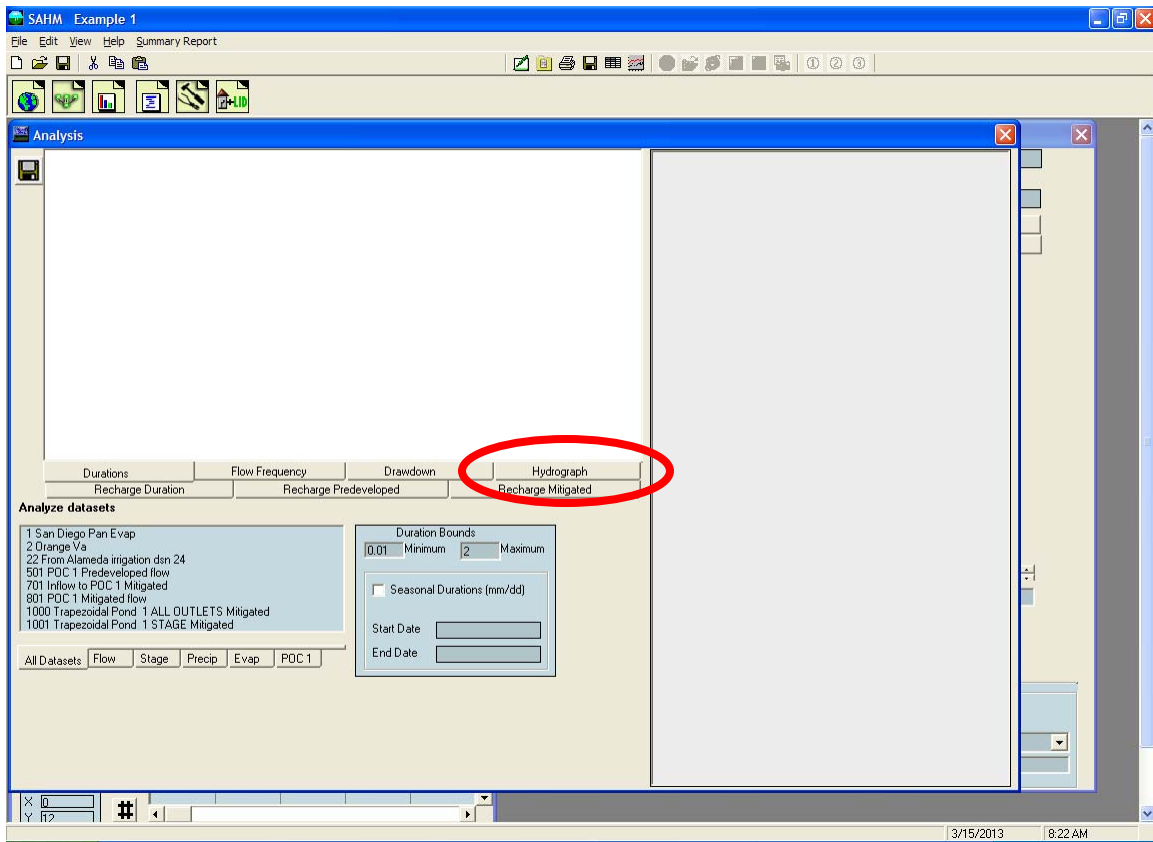 SAHM Example 1
File Edit View Help Summary Report
+LID
Analysis
Durations Flow Frequency Drawdown Hydrograph
Recharge Duration Recharge Predeveloped Recharge Mitigated
Analyze datasets
1 San Diego Pan Evap
2 Orange Va
22 From Alameda irrigation dsn 24
501 POC 1 Predeveloped flow
701 Inflow to POC 1 Mitigated
801 POC 1 Mitigated flow
1000 Trapezoidal Pond 1 ALL OUTLETS Mitigated
1001 Trapezoidal Pond 1 STAGE Mitigated
All Datasets Flow Stage Precip Evap POC 1
Duration Bounds
0.01 Minimum 2 Maximum
Seasonal Durations (mm/dd)
Start Date
End Date
X 0
Y 12
#
3/15/2013 8:22 AM